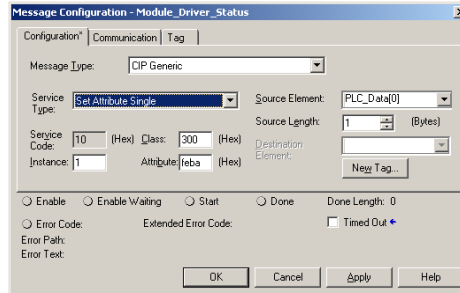 Message Configuration - Module_Driver_Status
Configuration* Communication Tag
Message Type: CIP Generic
Service Type: Set Attribute Single
Source Element: PLC_Data[0]
Source Length: 1 (Bytes)
Service Code: 10 (Hex) Class: 300 (Hex)
Destination Element:
Instance: 1 Attribute: feba (Hex)
New Tag...
Enable Enable Waiting Start Done Done Length: 0
Error Code: Extended Error Code: Timed Out
Error Path:
Error Text:
OK Cancel Apply Help